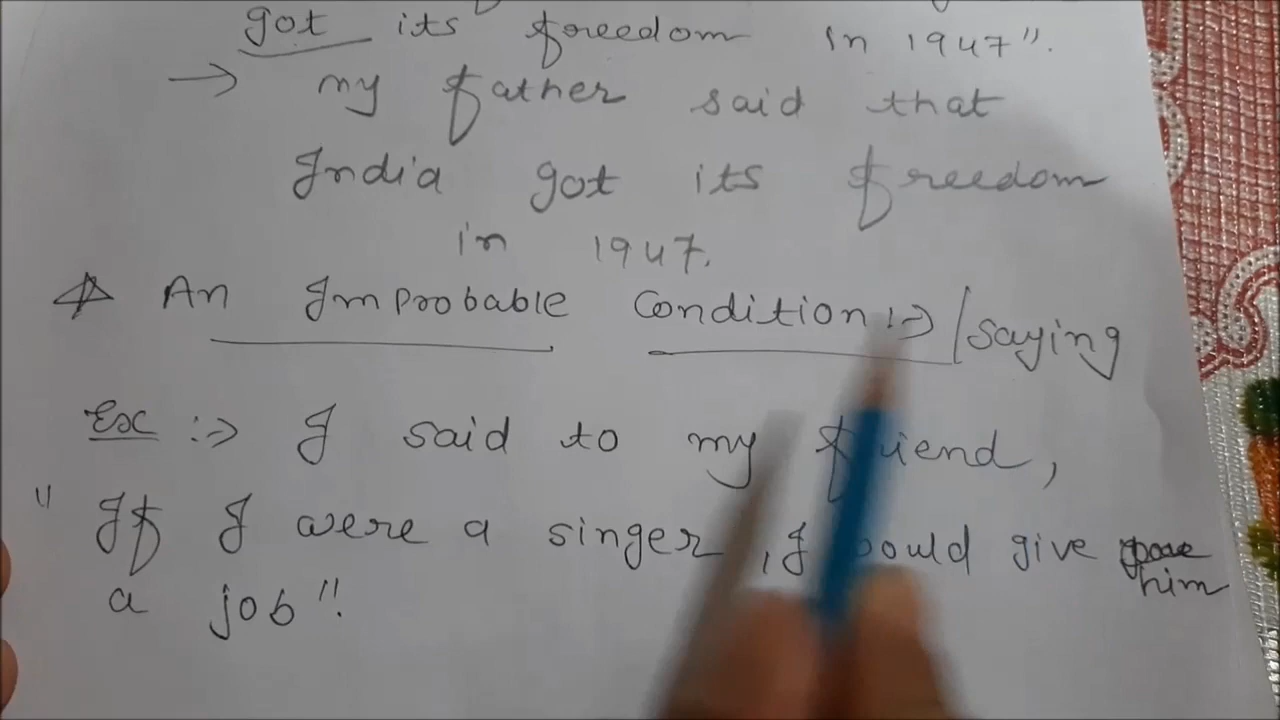 got its freedom in 1947".
→ my father said that
India got its freedom
in 1947.
☆ An Improbable Condition :→ / saying
Ex :→ I said to my friend,
" If I were a singer, I would give him
a job".